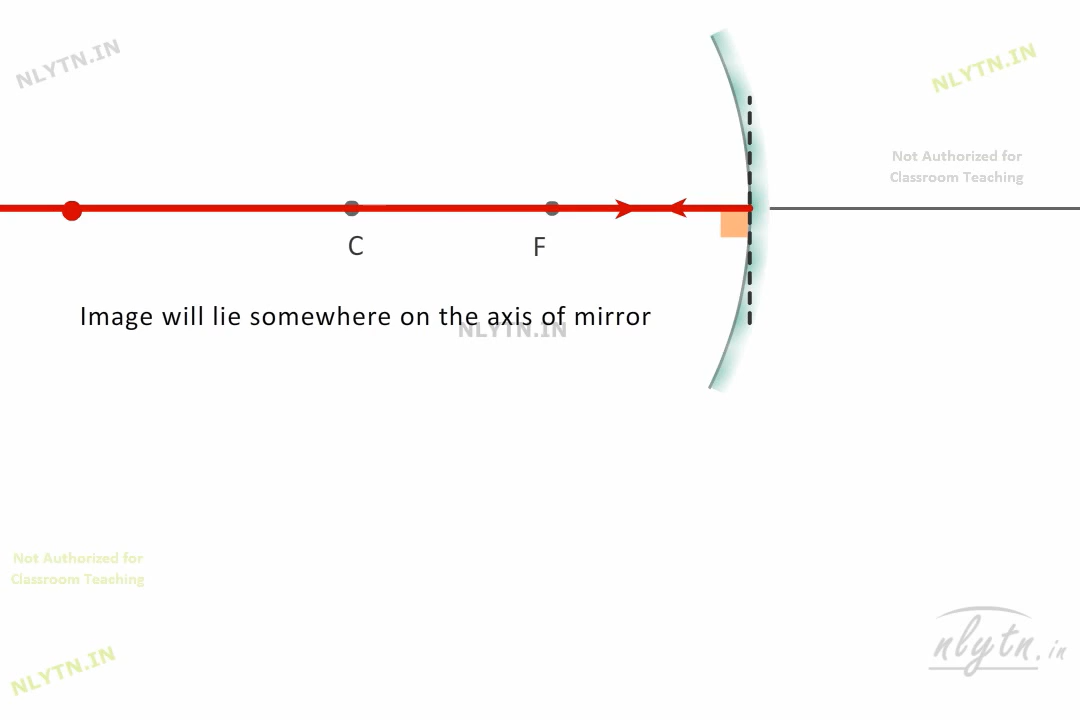 NLYTN.IN
NLYTN.IN
Not Authorized for
Classroom Teaching
C
F
Image will lie somewhere on the axis of mirror
NLYTN.IN
Not Authorized for
Classroom Teaching
NLYTN.IN
nlytn.in